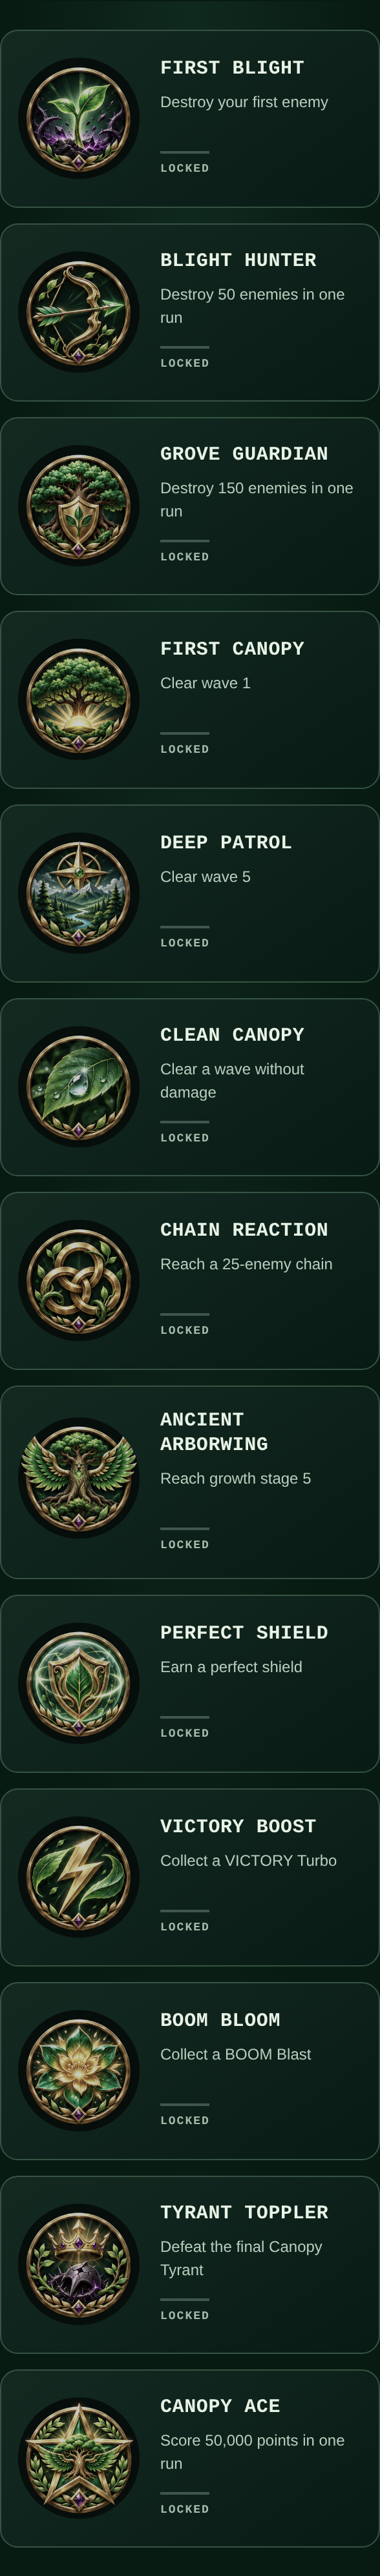 FIRST BLIGHT
Destroy your first enemy
LOCKED
BLIGHT HUNTER
Destroy 50 enemies in one
run
LOCKED
GROVE GUARDIAN
Destroy 150 enemies in one
run
LOCKED
FIRST CANOPY
Clear wave 1
LOCKED
DEEP PATROL
Clear wave 5
LOCKED
CLEAN CANOPY
Clear a wave without
damage
LOCKED
CHAIN REACTION
Reach a 25-enemy chain
LOCKED
ANCIENT
ARBORWING
Reach growth stage 5
LOCKED
PERFECT SHIELD
Earn a perfect shield
LOCKED
VICTORY BOOST
Collect a VICTORY Turbo
LOCKED
BOOM BLOOM
Collect a BOOM Blast
LOCKED
TYRANT TOPPLER
Defeat the final Canopy
Tyrant
LOCKED
CANOPY ACE
Score 50,000 points in one
run
LOCKED